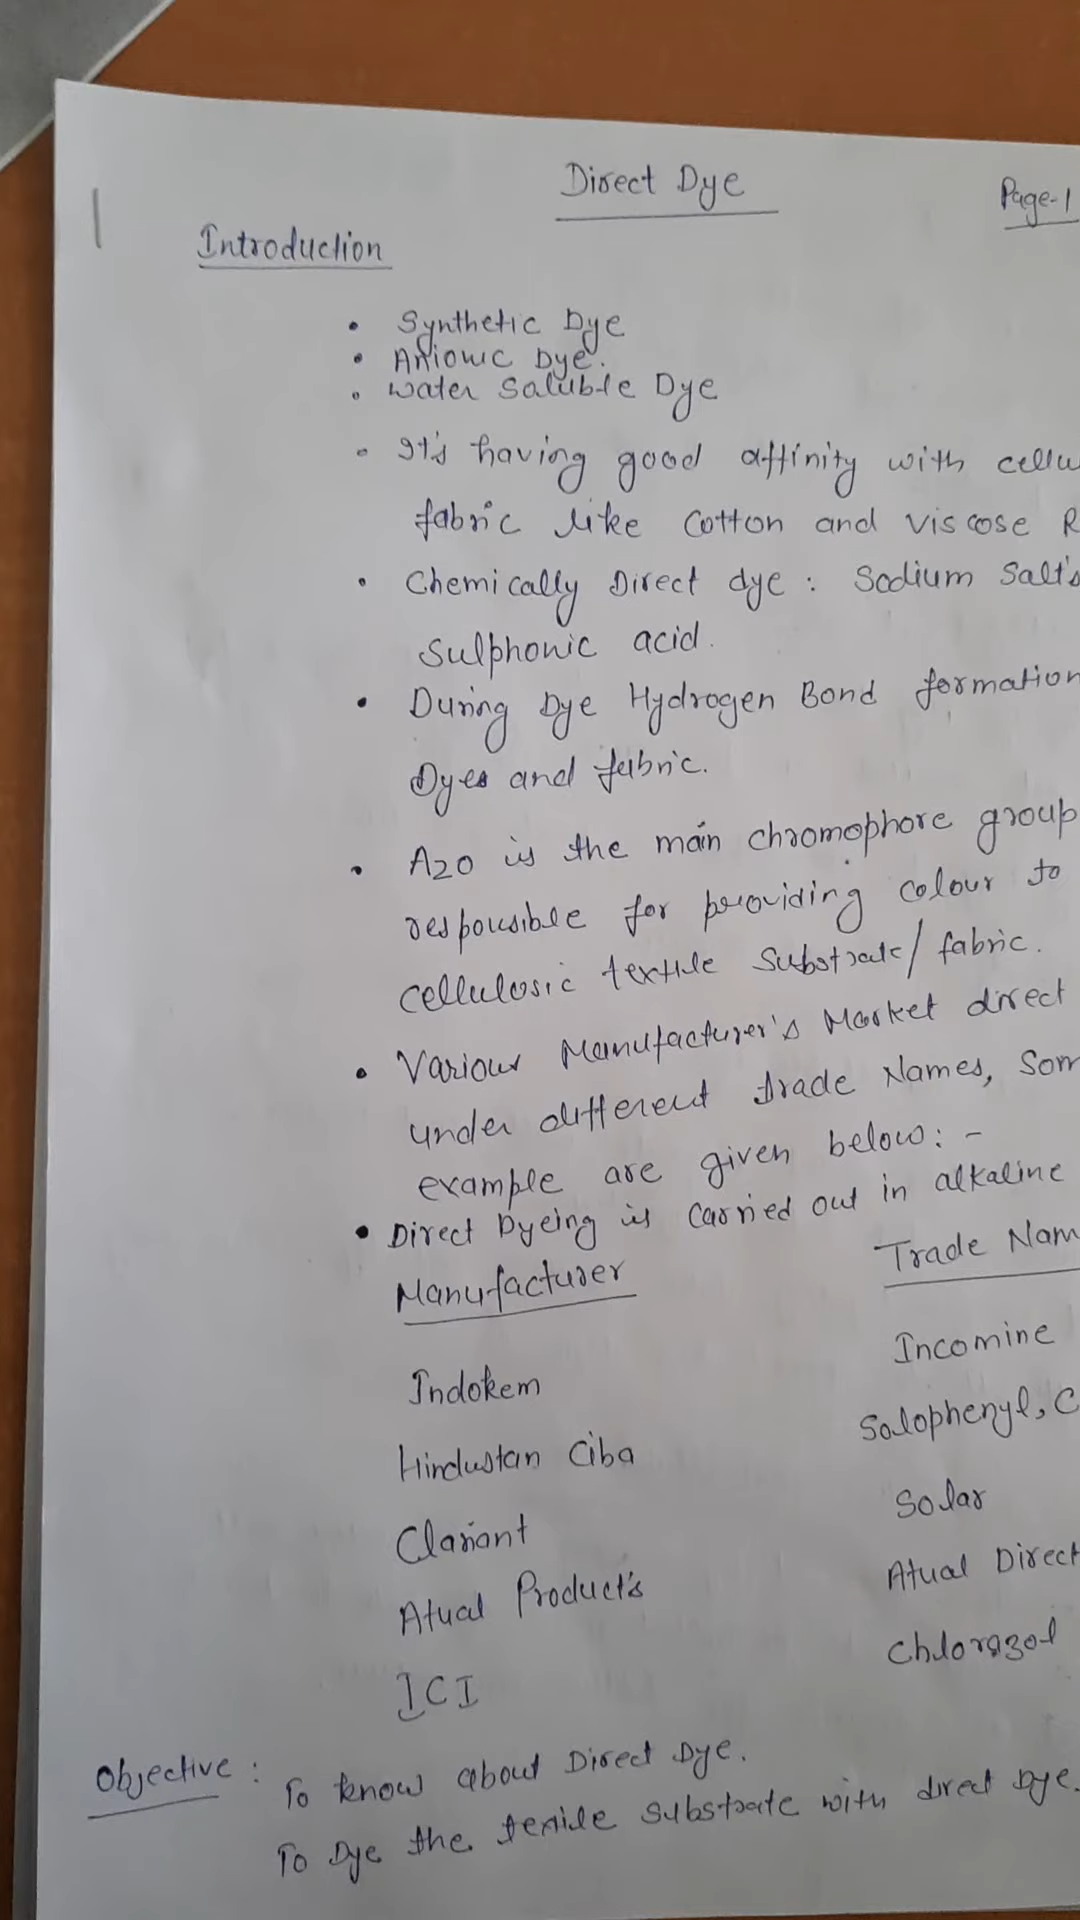 Direct Dye
Page-1
Introduction
• Synthetic Dye
• Anionic Dye.
• Water Saluble Dye
• It's having good affinity with cellu
fabric like Cotton and Viscose R
• Chemically Direct dye : Sodium Salt's
Sulphonic acid.
• During Dye Hydrogen Bond formation
Dyes and fabric.
• Azo is the main chromophore group
responsible for providing colour to
cellulosic textile substrate/fabric.
• Various Manufacturer's Market direct
under different trade Names, Som
example are given below: -
• Direct Dyeing is carried out in alkaline
Manufacturer Trade Nam
Indokem Incomine
Hindustan Ciba Solophenyl, C
Clariant Solar
Atual Product's Atual Direct
ICI Chlorazol
Objective : To know about Direct Dye.
To Dye the textile substrate with direct Dye.